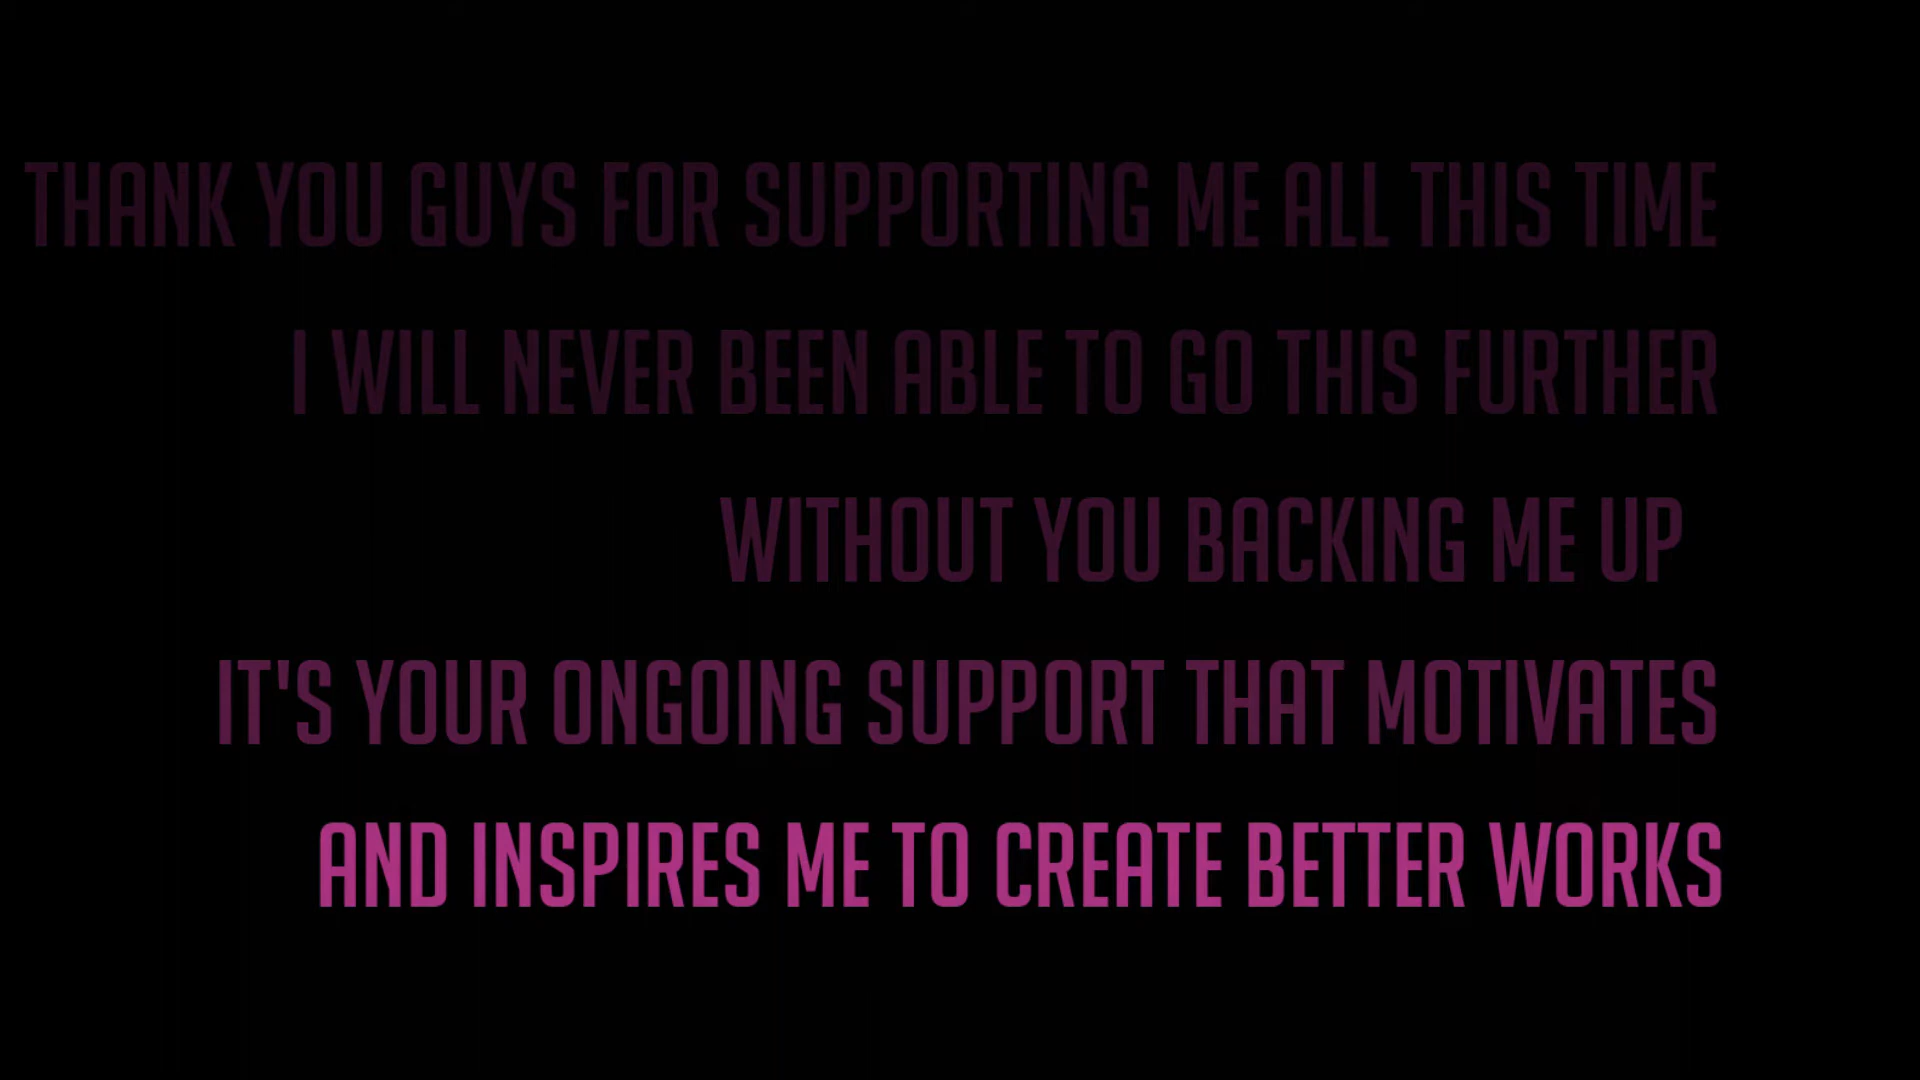 THANK YOU GUYS FOR SUPPORTING ME ALL THIS TIME
I WILL NEVER BEEN ABLE TO GO THIS FURTHER
WITHOUT YOU BACKING ME UP
IT'S YOUR ONGOING SUPPORT THAT MOTIVATES
AND INSPIRES ME TO CREATE BETTER WORKS